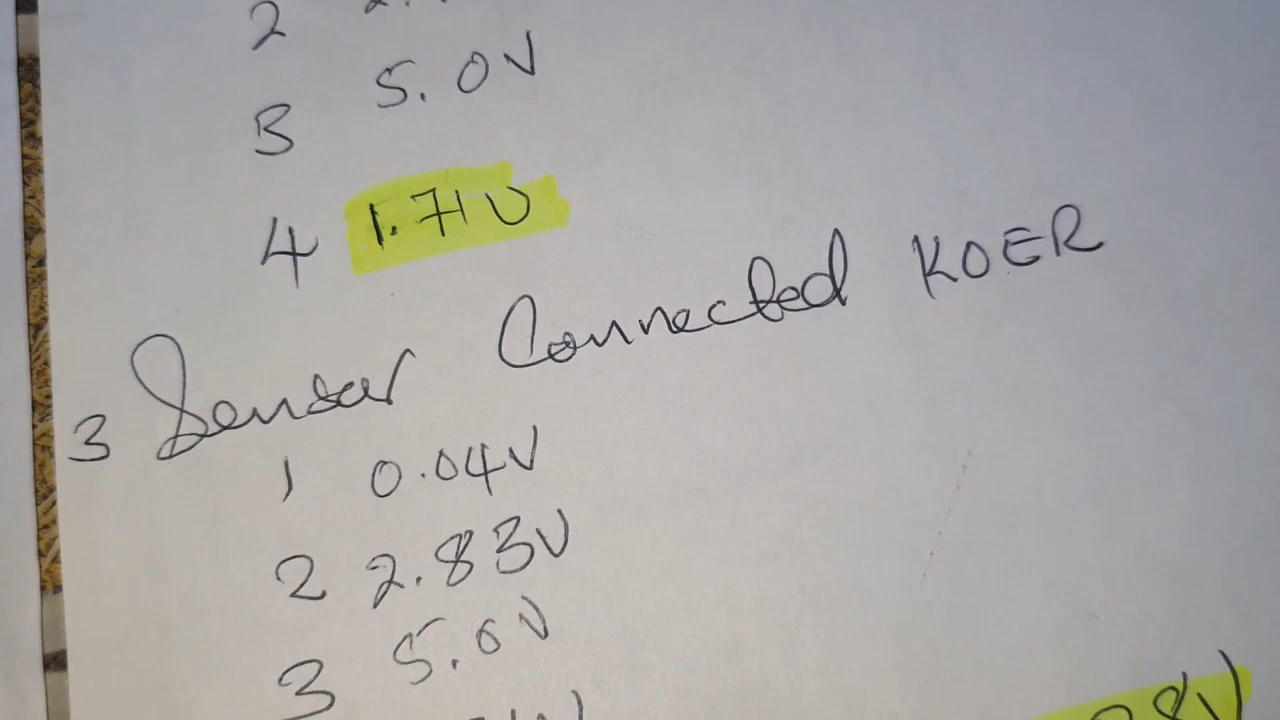 2
3 5.0V
4 1.71V
3 Sensor Connected KOER
1 0.04V
2 2.83V
3 5.0V